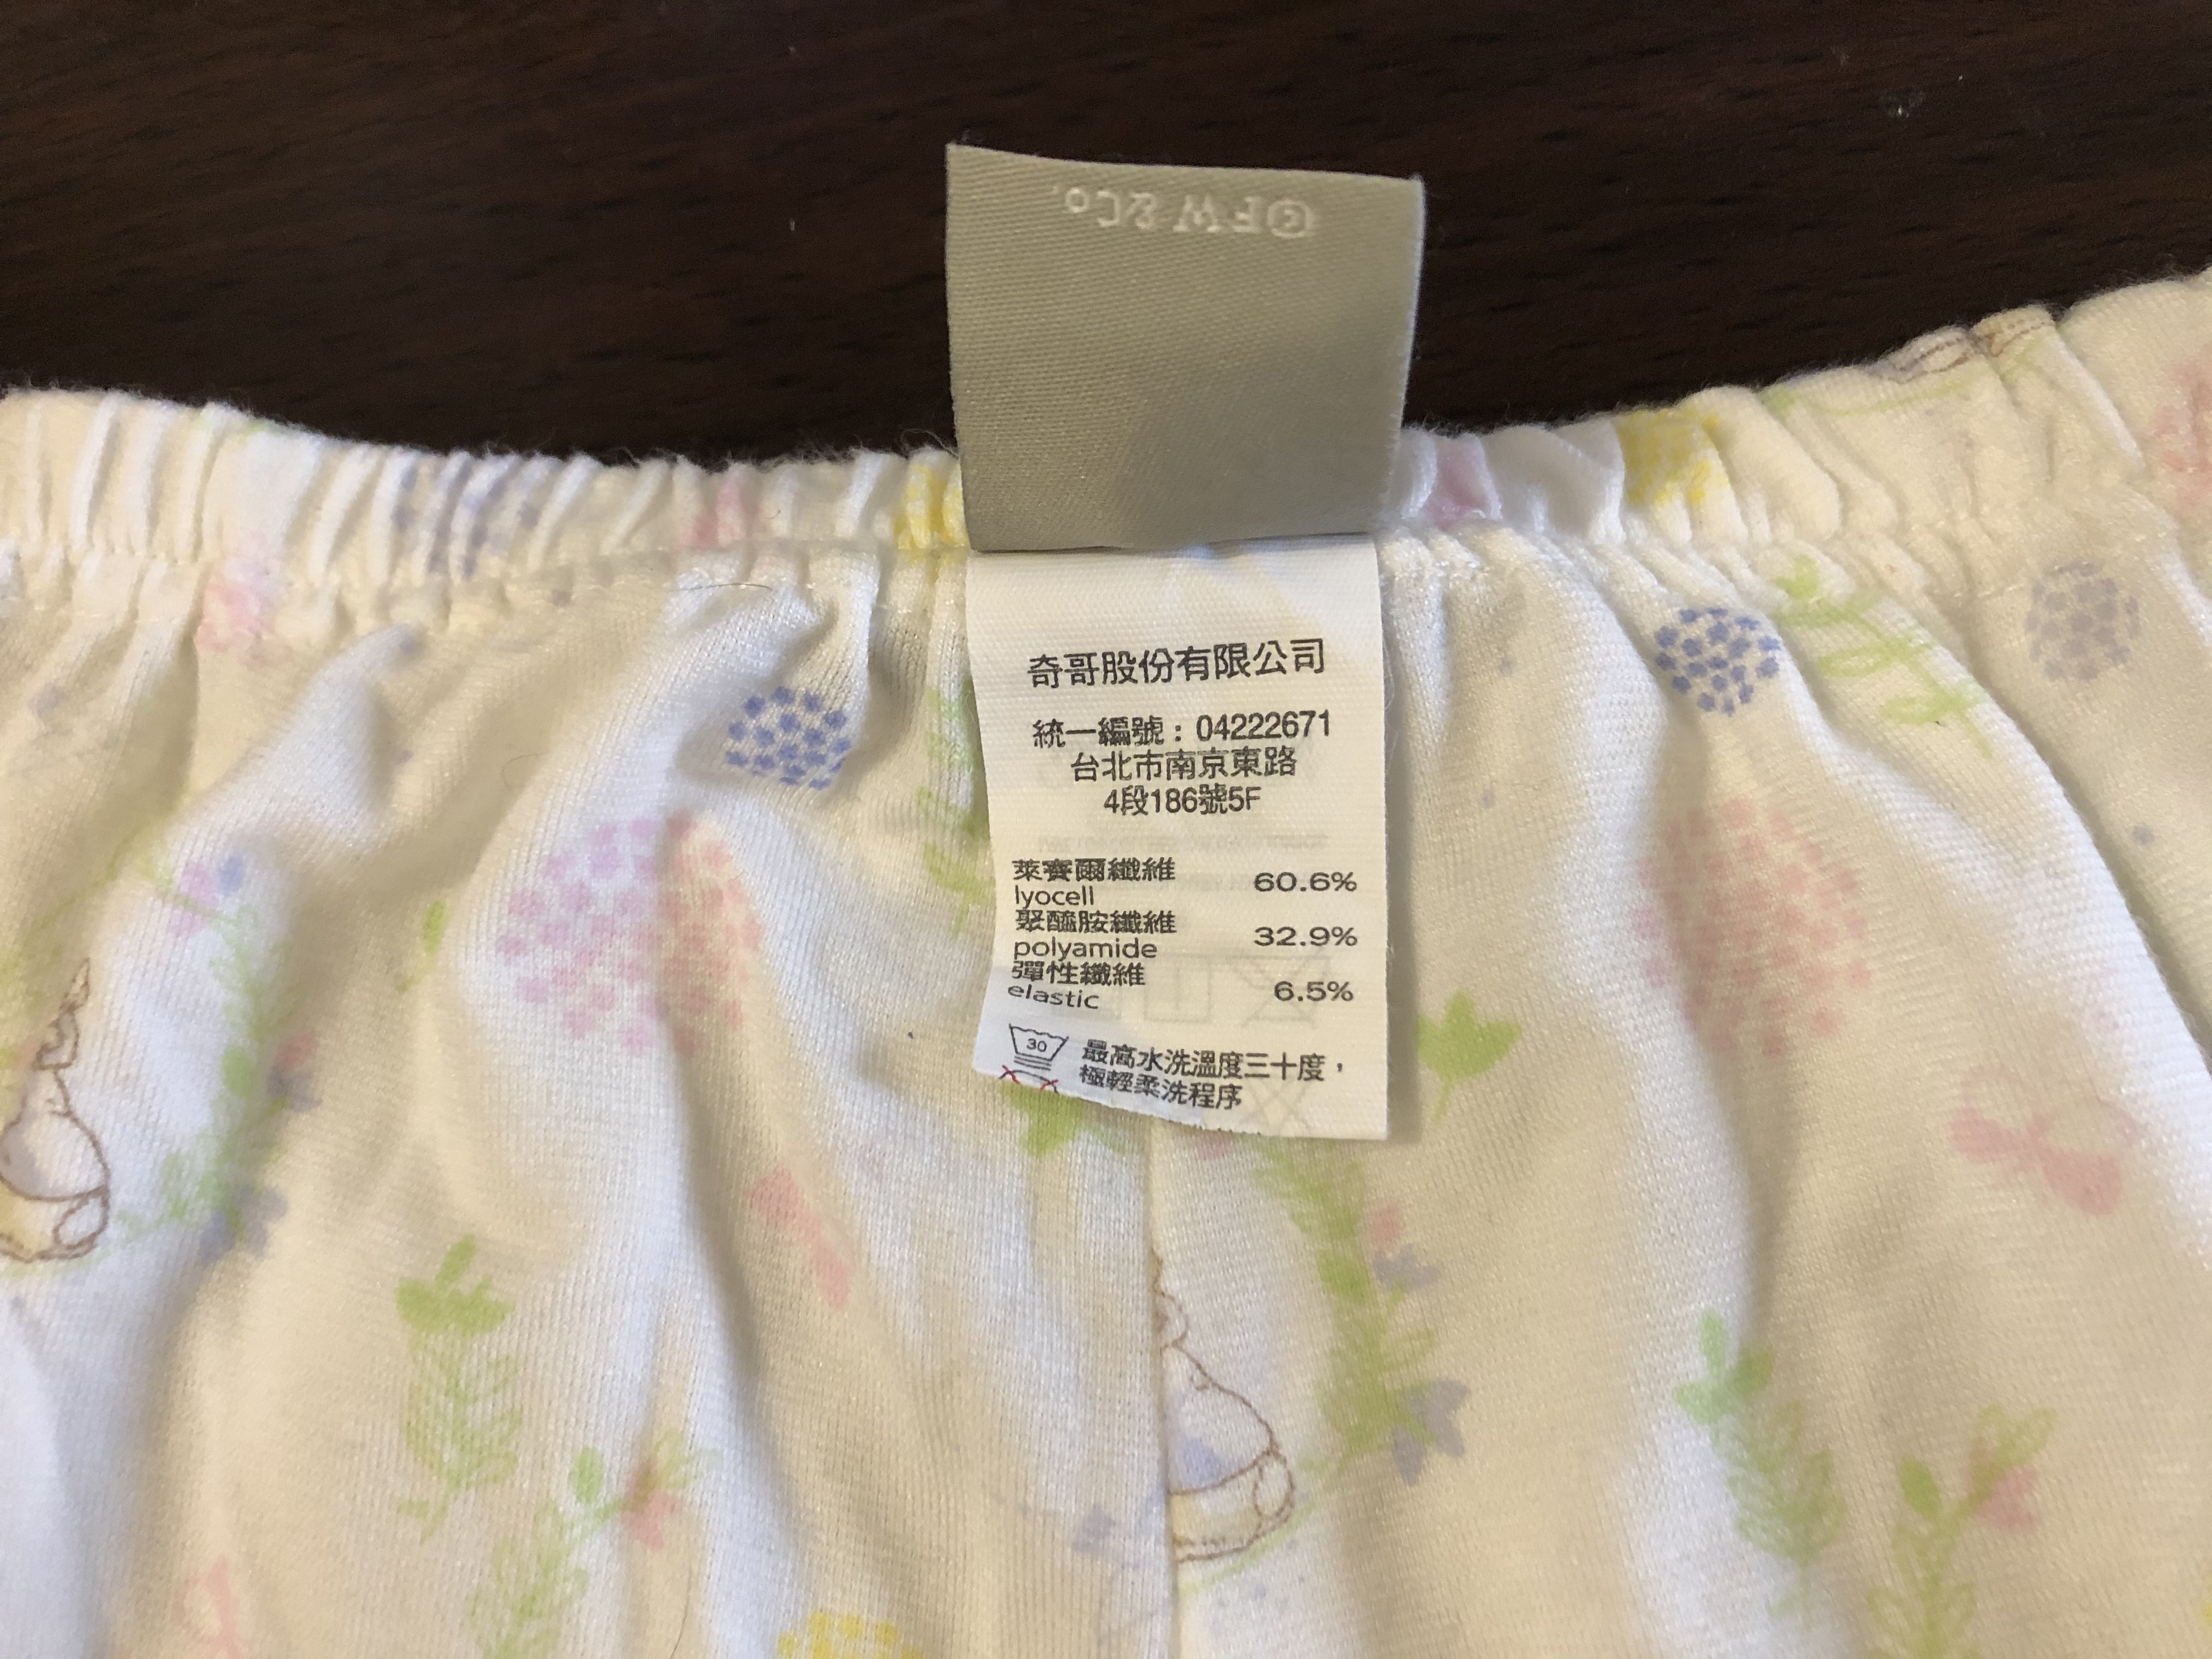 ©FW&Co.
奇哥股份有限公司
統一編號：04222671
台北市南京東路
4段186號5F
萊賽爾纖維
lyocell 60.6%
聚醯胺纖維
polyamide 32.9%
彈性纖維
elastic 6.5%
30 最高水洗溫度三十度，
極輕柔洗程序